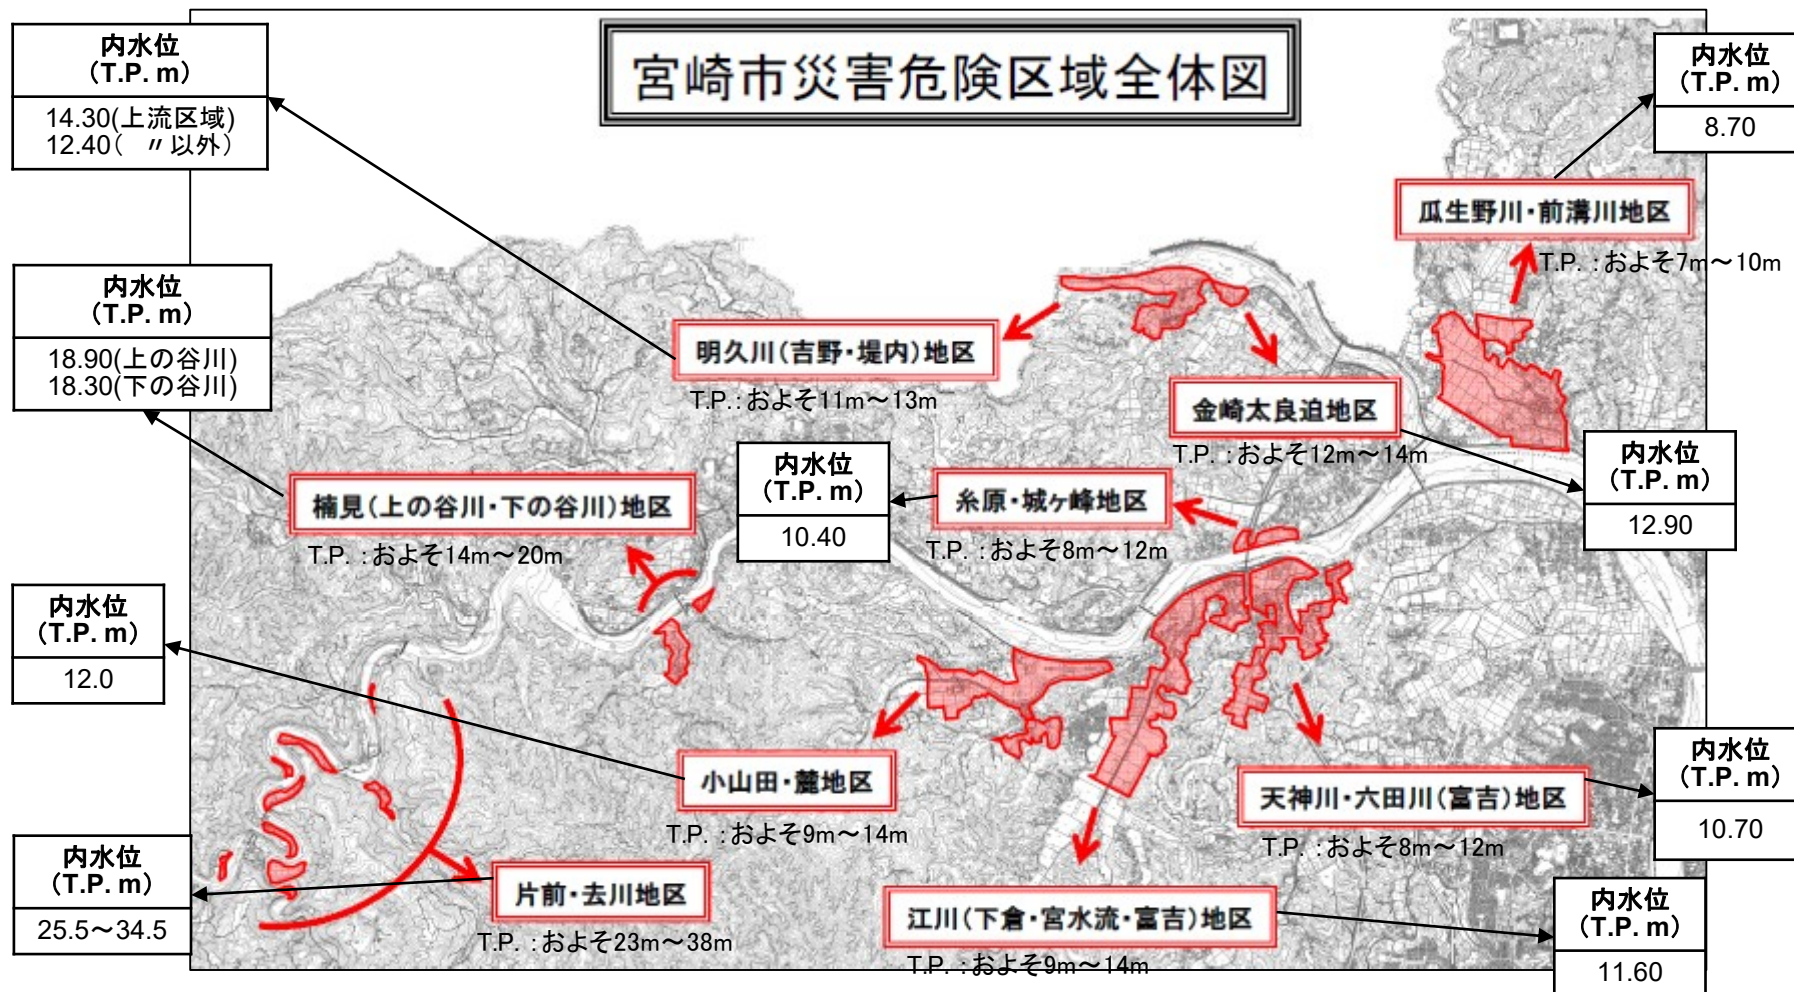 宮崎市災害危険区域全体図
内水位
(T.P. m)
14.30(上流区域)
12.40( 〃以外)
内水位
(T.P. m)
8.70
瓜生野川・前溝川地区
T.P. :およそ7m~10m
内水位
(T.P. m)
18.90(上の谷川)
18.30(下の谷川)
明久川(吉野・堤内)地区
T.P.:およそ11m~13m
金崎太良迫地区
T.P. :およそ12m~14m
内水位
(T.P. m)
12.90
楠見(上の谷川・下の谷川)地区
T.P. :およそ14m~20m
内水位
(T.P. m)
10.40
糸原・城ヶ峰地区
T.P. :およそ8m~12m
内水位
(T.P. m)
12.0
小山田・麓地区
T.P. :およそ9m~14m
天神川・六田川(富吉)地区
T.P. :およそ8m~12m
内水位
(T.P. m)
10.70
内水位
(T.P. m)
25.5~34.5
片前・去川地区
T.P. :およそ23m~38m
江川(下倉・宮水流・富吉)地区
T.P. :およそ9m~14m
内水位
(T.P. m)
11.60